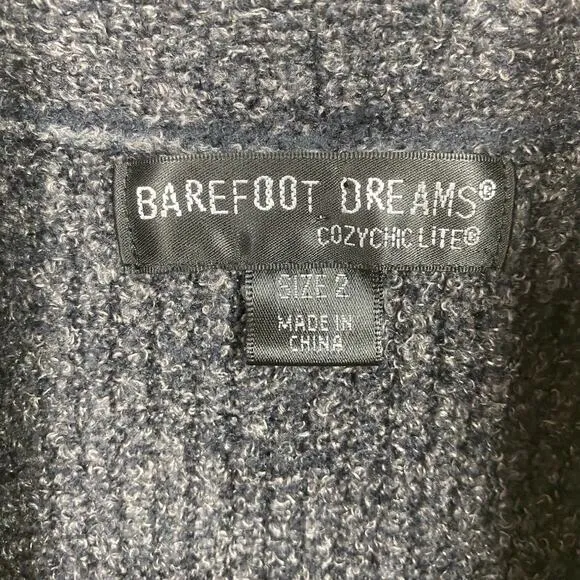 BAREFOOT DREAMS®
COZYCHIC LITE®
SIZE 2
MADE IN
CHINA